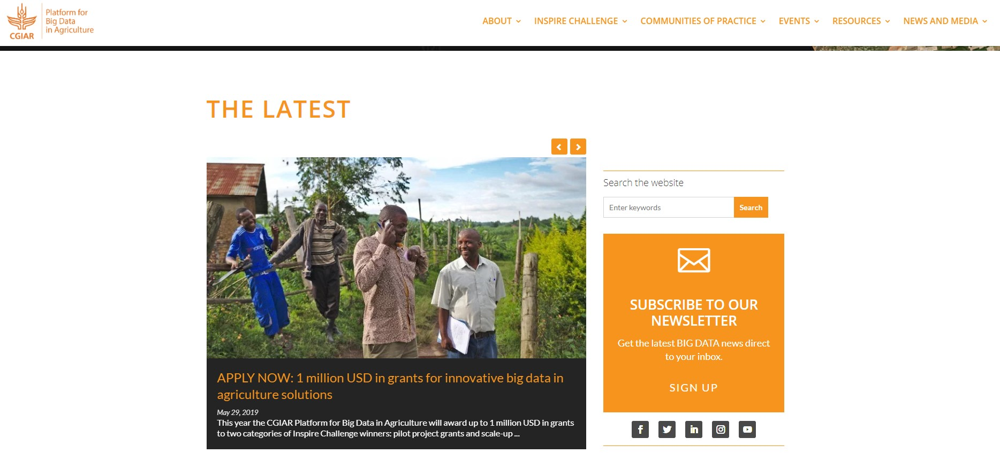 Platform for
Big Data
in Agriculture
CGIAR
ABOUT
INSPIRE CHALLENGE
COMMUNITIES OF PRACTICE
EVENTS
RESOURCES
NEWS AND MEDIA
THE LATEST
APPLY NOW: 1 million USD in grants for innovative big data in
agriculture solutions
May 29, 2019
This year the CGIAR Platform for Big Data in Agriculture will award up to 1 million USD in grants
to two categories of Inspire Challenge winners: pilot project grants and scale-up ...
Search the website
Enter keywords
Search
SUBSCRIBE TO OUR
NEWSLETTER
Get the latest BIG DATA news direct
to your inbox.
SIGN UP